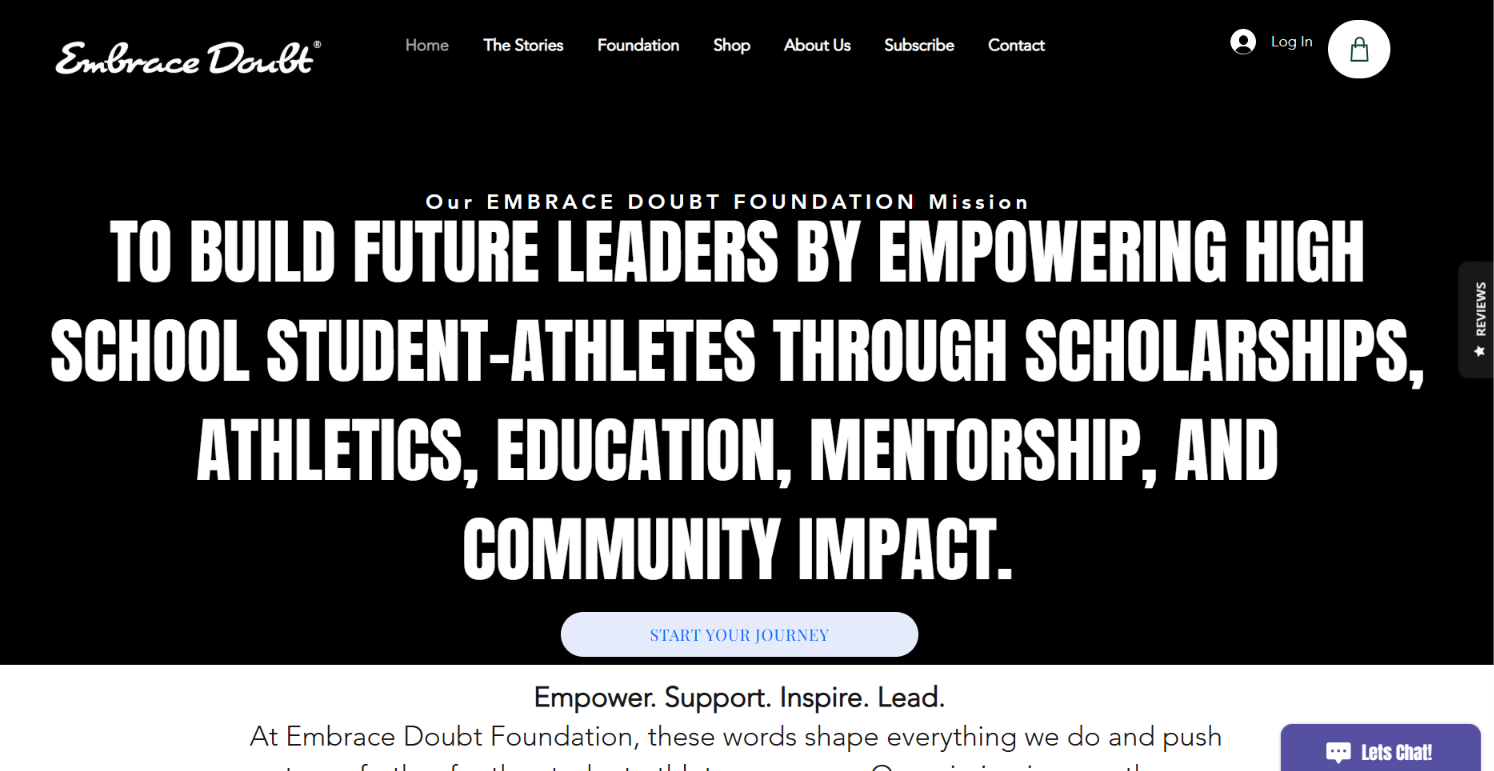 Embrace Doubt®
Home The Stories Foundation Shop About Us Subscribe Contact
Log In
Our EMBRACE DOUBT FOUNDATION Mission
TO BUILD FUTURE LEADERS BY EMPOWERING HIGH
SCHOOL STUDENT-ATHLETES THROUGH SCHOLARSHIPS,
ATHLETICS, EDUCATION, MENTORSHIP, AND
COMMUNITY IMPACT.
REVIEWS
START YOUR JOURNEY
Empower. Support. Inspire. Lead.
At Embrace Doubt Foundation, these words shape everything we do and push
Lets Chat!